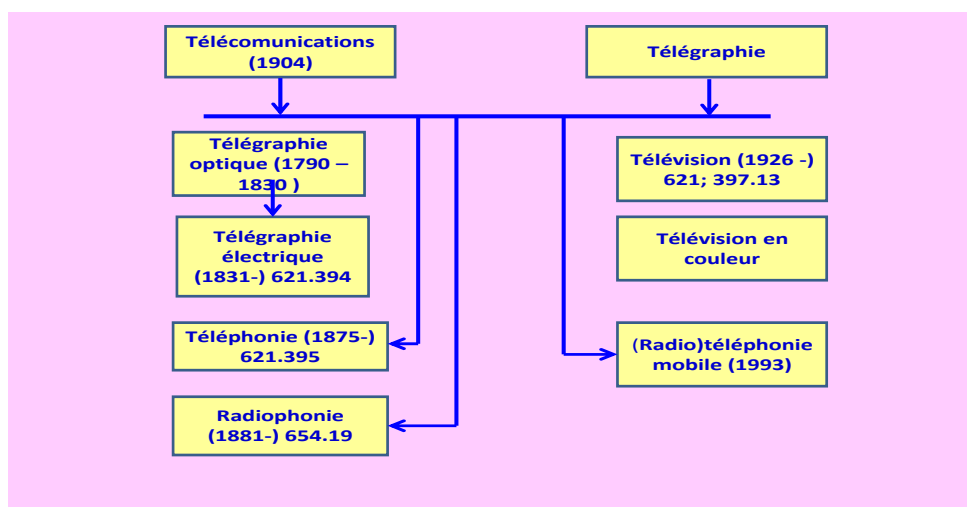 Télécomunications
(1904)
Télégraphie
Télégraphie
optique (1790 –
1830 )
Télévision (1926 -)
621; 397.13
Télégraphie
électrique
(1831-) 621.394
Télévision en
couleur
Téléphonie (1875-)
621.395
(Radio)téléphonie
mobile (1993)
Radiophonie
(1881-) 654.19